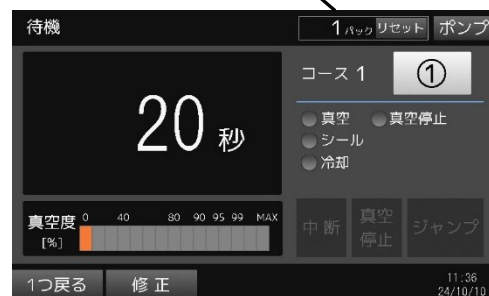 待機
1パック リセット ポンプ
コース 1 ①
20 秒
真空 真空停止
シール
冷却
真空度 0 40 80 90 95 99 MAX
[%]
中断 真空停止 ジャンプ
1つ戻る 修正
11:36
24/10/10